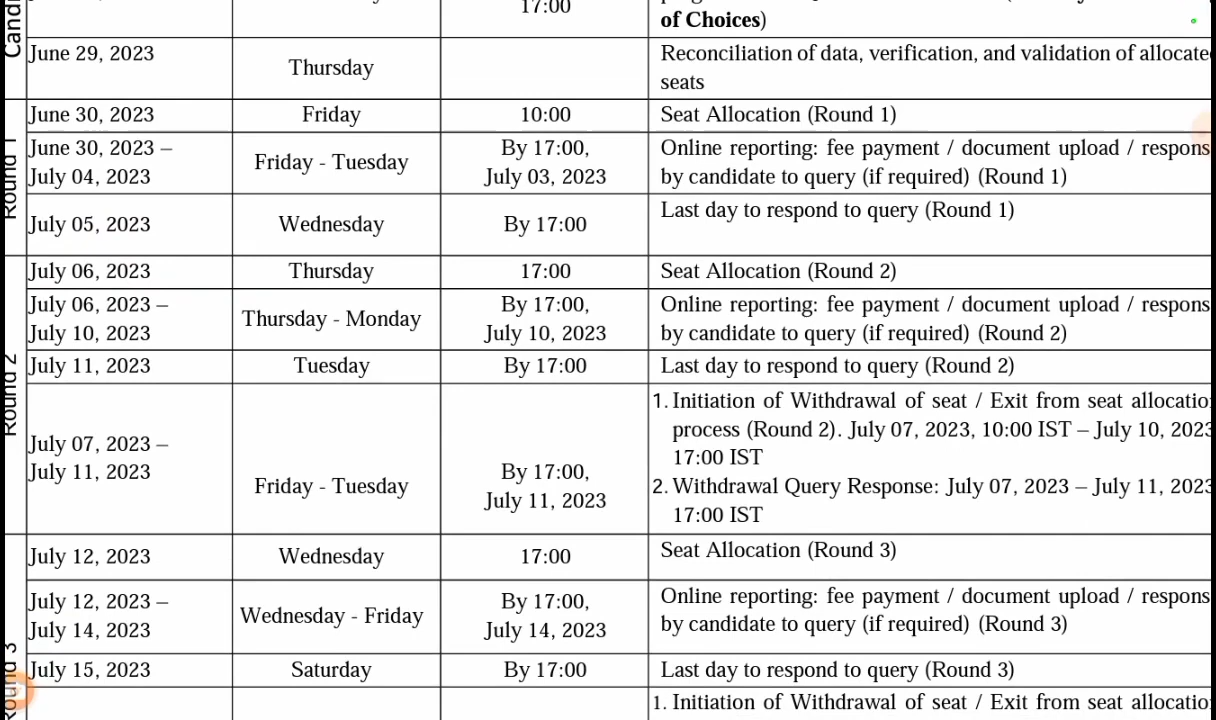 17:00
of Choices)
June 29, 2023
Thursday
Reconciliation of data, verification, and validation of
seats
Round 1
June 30, 2023
Friday
10:00
Seat Allocation (Round 1)
June 30, 2023 –
July 04, 2023
Friday - Tuesday
By 17:00,
July 03, 2023
Online reporting: fee payment / document upload /
by candidate to query (if required) (Round 1)
July 05, 2023
Wednesday
By 17:00
Last day to respond to query (Round 1)
Round 2
July 06, 2023
Thursday
17:00
Seat Allocation (Round 2)
July 06, 2023 –
July 10, 2023
Thursday - Monday
By 17:00,
July 10, 2023
Online reporting: fee payment / document upload /
by candidate to query (if required) (Round 2)
July 11, 2023
Tuesday
By 17:00
Last day to respond to query (Round 2)
July 07, 2023 –
July 11, 2023
Friday - Tuesday
By 17:00,
July 11, 2023
1. Initiation of Withdrawal of seat / Exit from seat
process (Round 2). July 07, 2023, 10:00 IST – July 10, 2023
17:00 IST
2. Withdrawal Query Response: July 07, 2023 – July 11, 2023
17:00 IST
Round 3
July 12, 2023
Wednesday
17:00
Seat Allocation (Round 3)
July 12, 2023 –
July 14, 2023
Wednesday - Friday
By 17:00,
July 14, 2023
Online reporting: fee payment / document upload /
by candidate to query (if required) (Round 3)
July 15, 2023
Saturday
By 17:00
Last day to respond to query (Round 3)
1. Initiation of Withdrawal of seat / Exit from seat